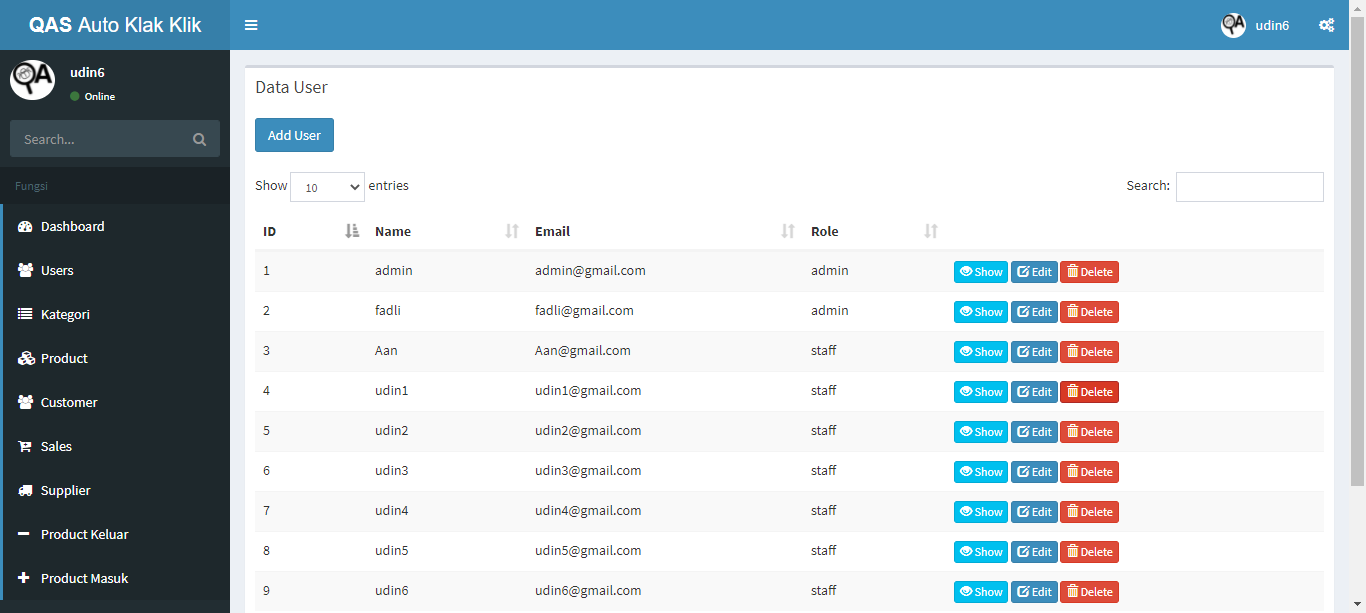 QAS Auto Klak Klik
udin6
udin6
Online
Search...
Fungsi
Dashboard
Users
Kategori
Product
Customer
Sales
Supplier
Product Keluar
Product Masuk
Data User
Add User
Show 10 entries
Search:
ID Name Email Role
1 admin admin@gmail.com admin Show Edit Delete
2 fadli fadli@gmail.com admin Show Edit Delete
3 Aan Aan@gmail.com staff Show Edit Delete
4 udin1 udin1@gmail.com staff Show Edit Delete
5 udin2 udin2@gmail.com staff Show Edit Delete
6 udin3 udin3@gmail.com staff Show Edit Delete
7 udin4 udin4@gmail.com staff Show Edit Delete
8 udin5 udin5@gmail.com staff Show Edit Delete
9 udin6 udin6@gmail.com staff Show Edit Delete